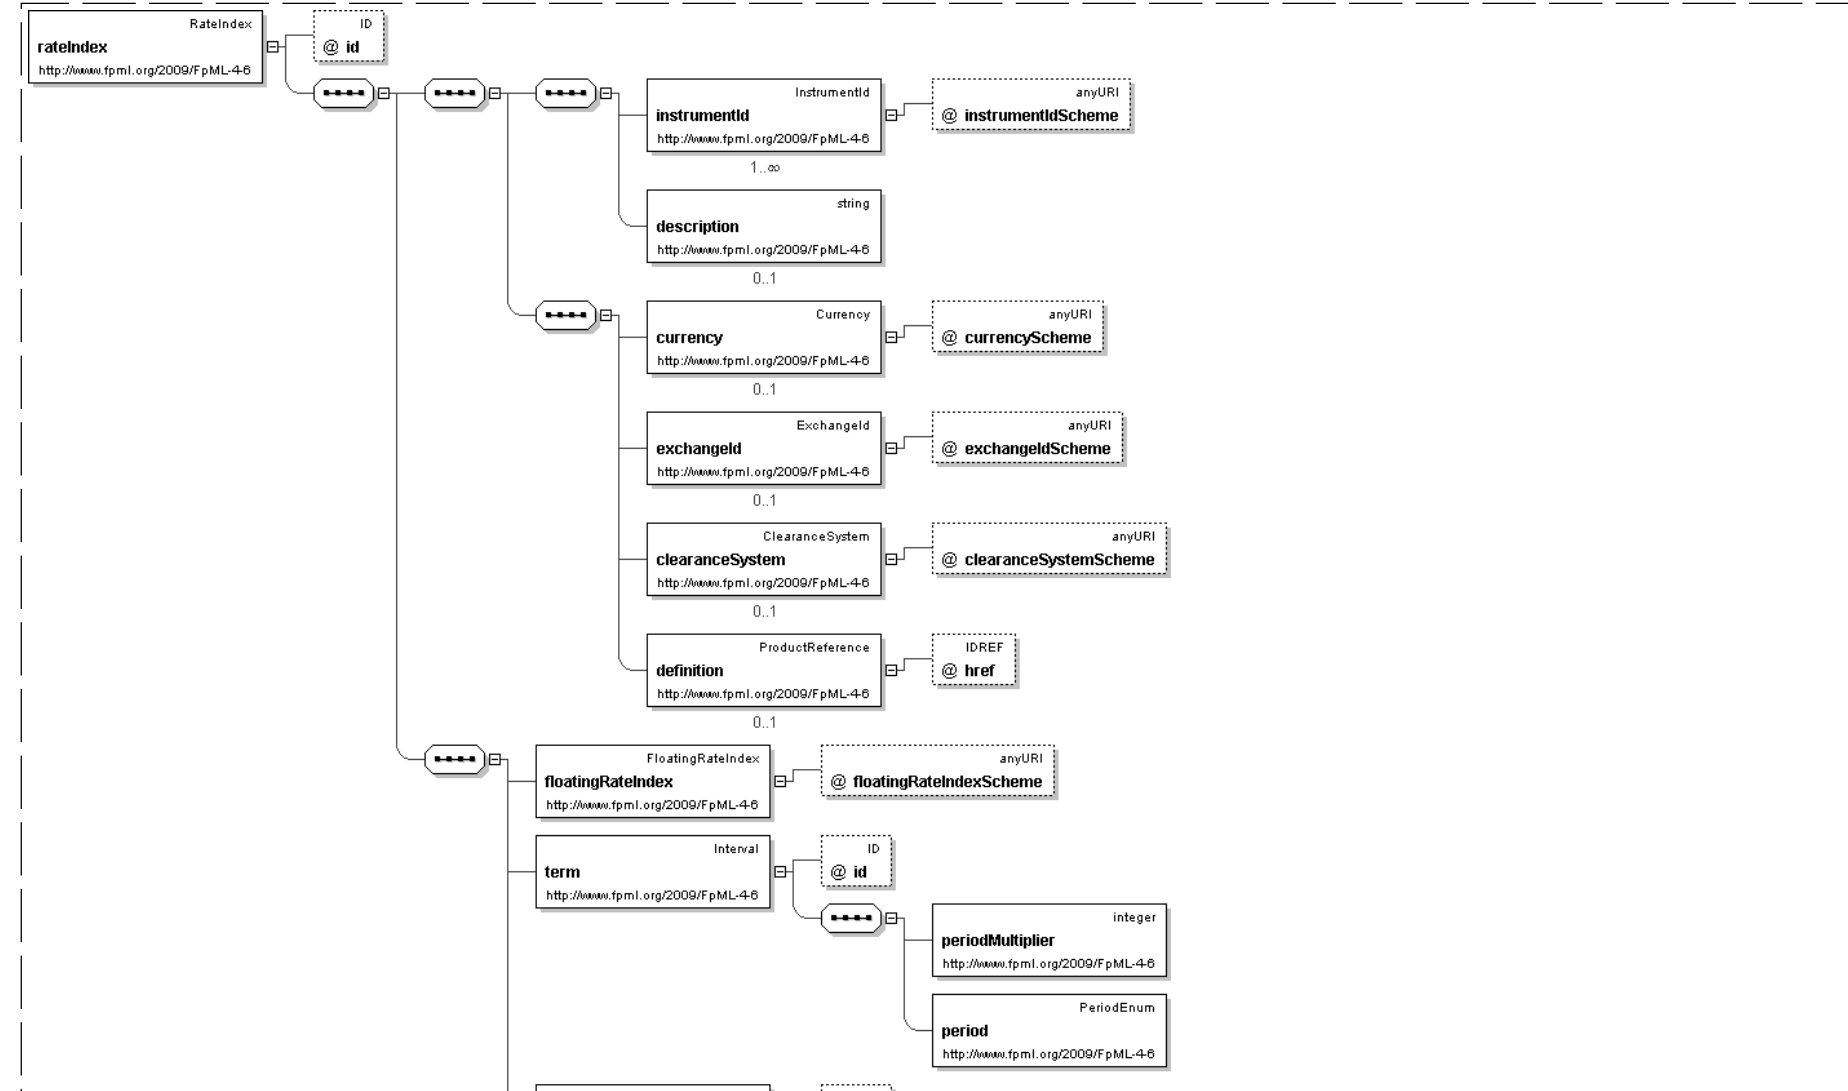 RateIndex
rateIndex
http://www.fpml.org/2009/FpML-4-6
ID
@ id
InstrumentId
instrumentId
http://www.fpml.org/2009/FpML-4-6
1..∞
anyURI
@ instrumentIdScheme
string
description
http://www.fpml.org/2009/FpML-4-6
0..1
Currency
currency
http://www.fpml.org/2009/FpML-4-6
0..1
anyURI
@ currencyScheme
ExchangeId
exchangeId
http://www.fpml.org/2009/FpML-4-6
0..1
anyURI
@ exchangeIdScheme
ClearanceSystem
clearanceSystem
http://www.fpml.org/2009/FpML-4-6
0..1
anyURI
@ clearanceSystemScheme
ProductReference
definition
http://www.fpml.org/2009/FpML-4-6
0..1
IDREF
@ href
FloatingRateIndex
floatingRateIndex
http://www.fpml.org/2009/FpML-4-6
anyURI
@ floatingRateIndexScheme
Interval
term
http://www.fpml.org/2009/FpML-4-6
ID
@ id
integer
periodMultiplier
http://www.fpml.org/2009/FpML-4-6
PeriodEnum
period
http://www.fpml.org/2009/FpML-4-6